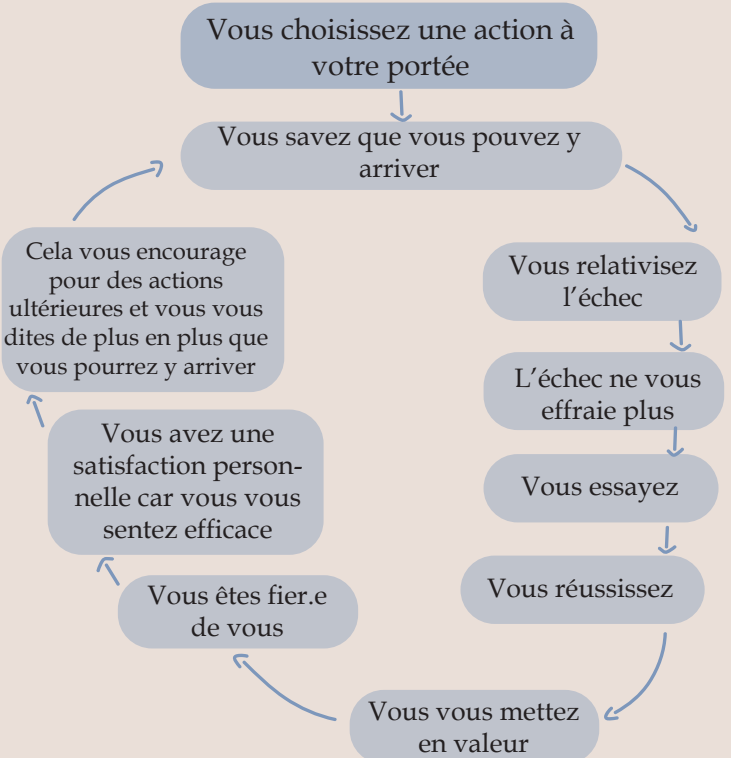 Vous choisissez une action à
votre portée
Vous savez que vous pouvez y
arriver
Vous relativisez
l’échec
L’échec ne vous
effraie plus
Vous essayez
Vous réussissez
Vous vous mettez
en valeur
Vous êtes fier.e
de vous
Vous avez une
satisfaction person-
nelle car vous vous
sentez efficace
Cela vous encourage
pour des actions
ultérieures et vous vous
dites de plus en plus que
vous pourrez y arriver